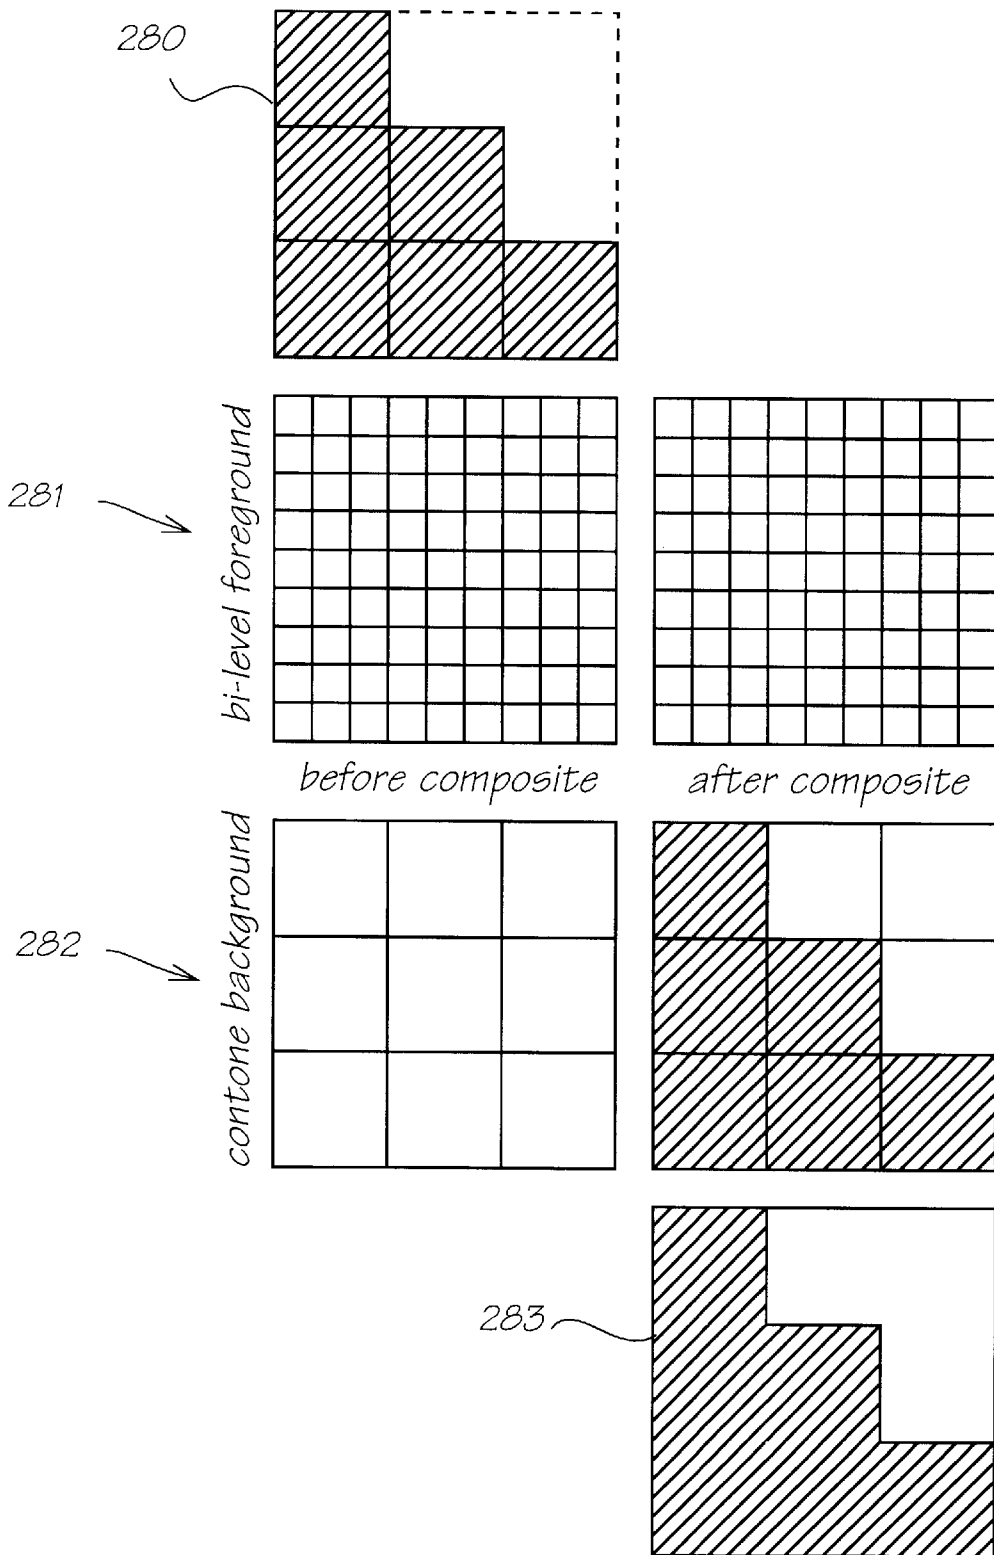 280
281
bi-level foreground
before composite
after composite
282
contone background
283